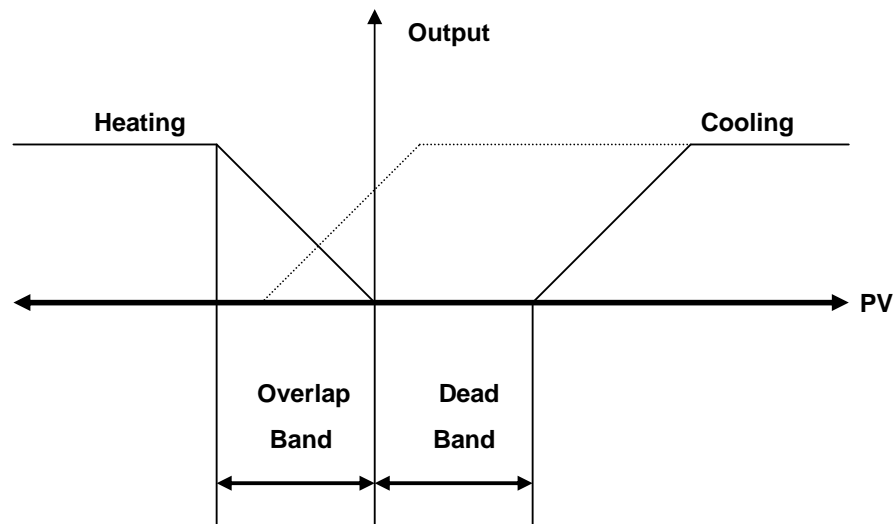 Output
Heating
Cooling
PV
Overlap
Band
Dead
Band